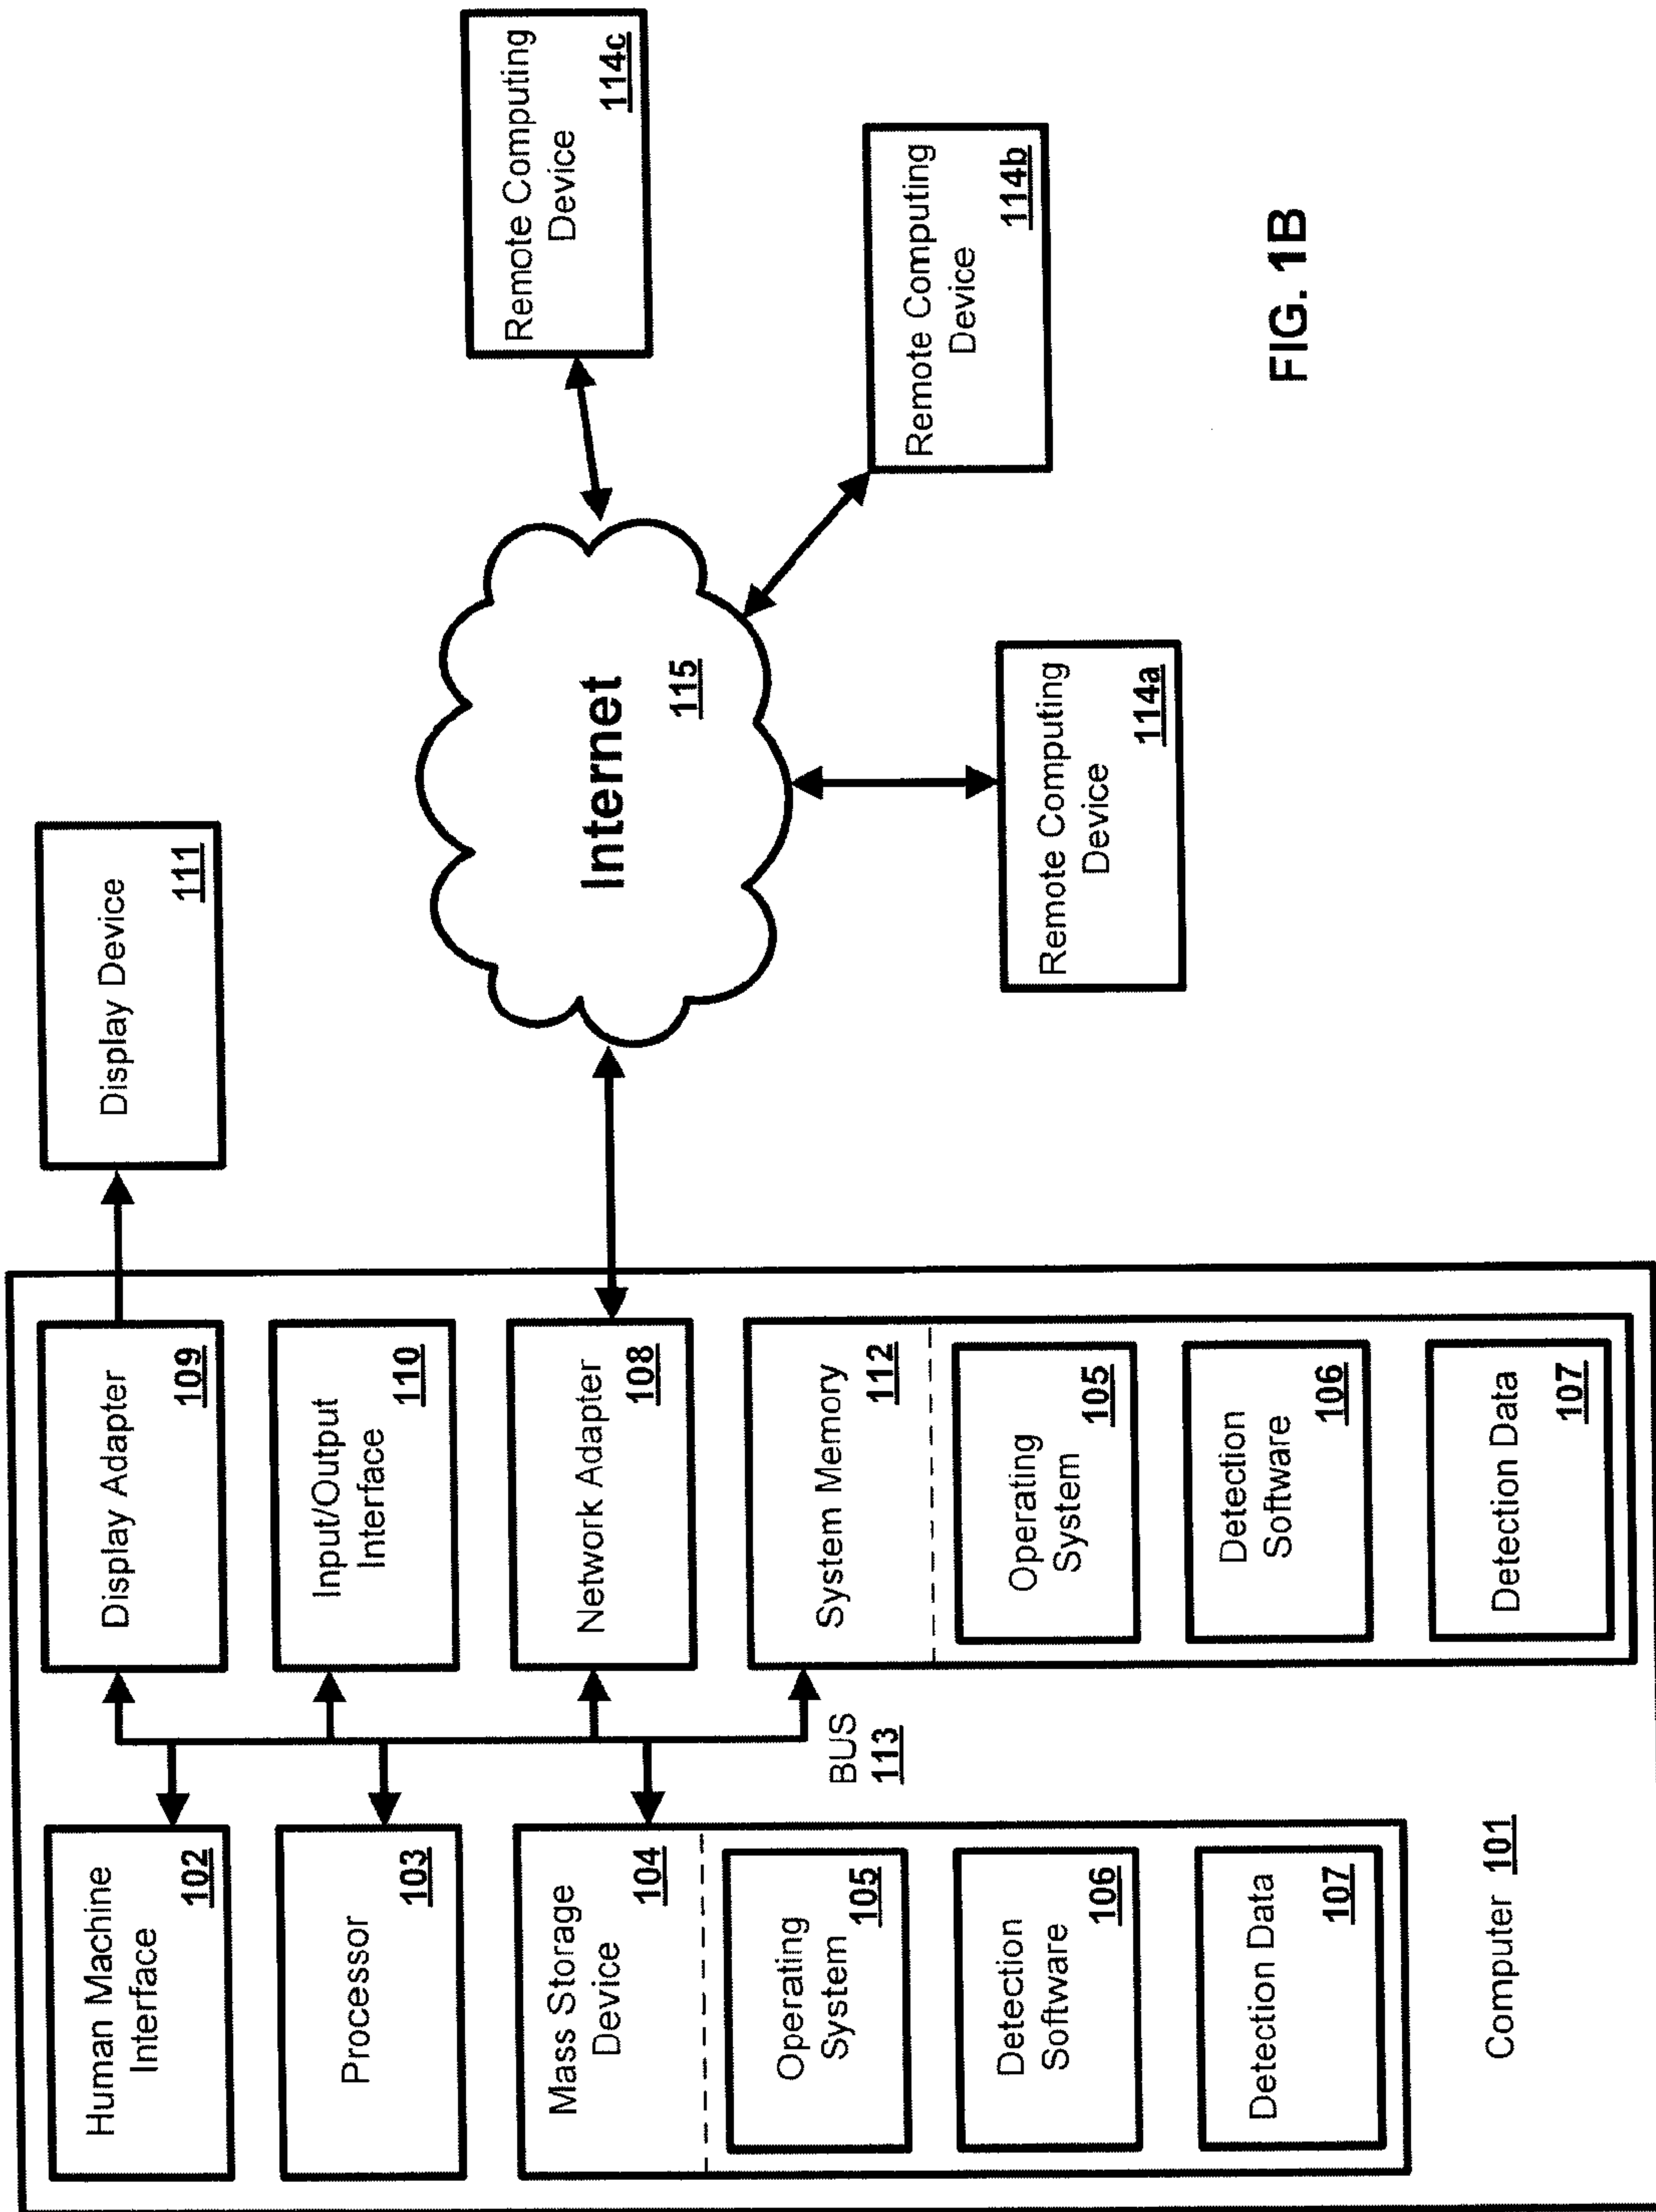 Human Machine
Interface
102
Processor
103
Mass Storage
Device
104
Operating
System
105
Detection
Software
106
Detection Data
107
Computer 101
BUS
113
Display Adapter
109
Input/Output
Interface
110
Network Adapter
108
System Memory
112
Operating
System
105
Detection
Software
106
Detection Data
107
Display Device
111
Internet
115
Remote Computing
Device
114a
Remote Computing
Device
114b
Remote Computing
Device
114c
FIG. 1B